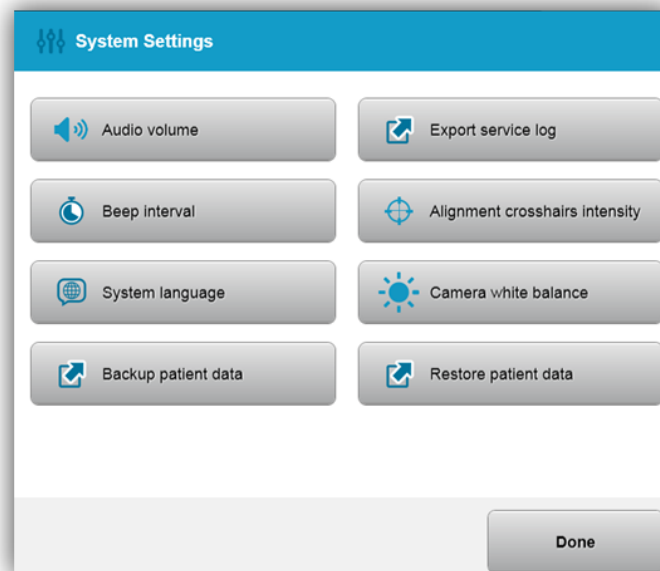 System Settings
Audio volume
Export service log
Beep interval
Alignment crosshairs intensity
System language
Camera white balance
Backup patient data
Restore patient data
Done